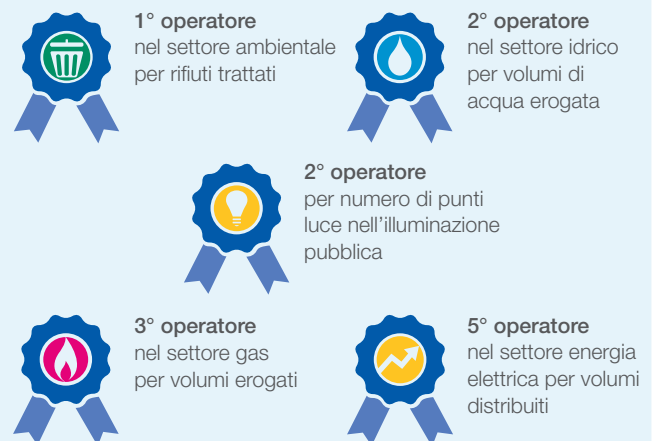 1° operatore
nel settore ambientale
per rifiuti trattati
2° operatore
nel settore idrico
per volumi di
acqua erogata
2° operatore
per numero di punti
luce nell'illuminazione
pubblica
3° operatore
nel settore gas
per volumi erogati
5° operatore
nel settore energia
elettrica per volumi
distribuiti